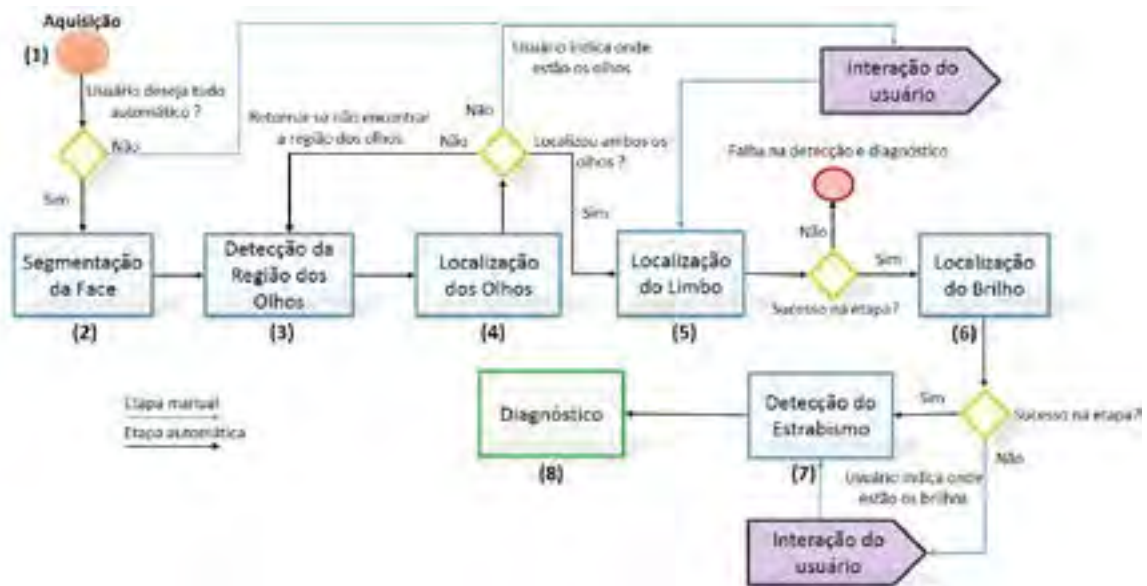 Aquisição
(1)
Usuário deseja tudo
automático ?
Não
Sim
Segmentação
da Face
(2)
Retornar se não encontrar
a região dos olhos
Não
Detecção da
Região dos
Olhos
(3)
Usuário indica onde
estão os olhos
Não
Localizou ambos os
olhos ?
Sim
Localização
dos Olhos
(4)
Interação do
usuário
Localização
do Limbo
(5)
Falha na detecção e diagnóstico
Não
Sim
Sucesso na etapa?
Localização
do Brilho
(6)
Sucesso na etapa?
Sim
Não
Detecção do
Estrabismo
(7)
Usuário indica onde
estão os brilhos
Interação do
usuário
Diagnóstico
(8)
Etapa manual
Etapa automática